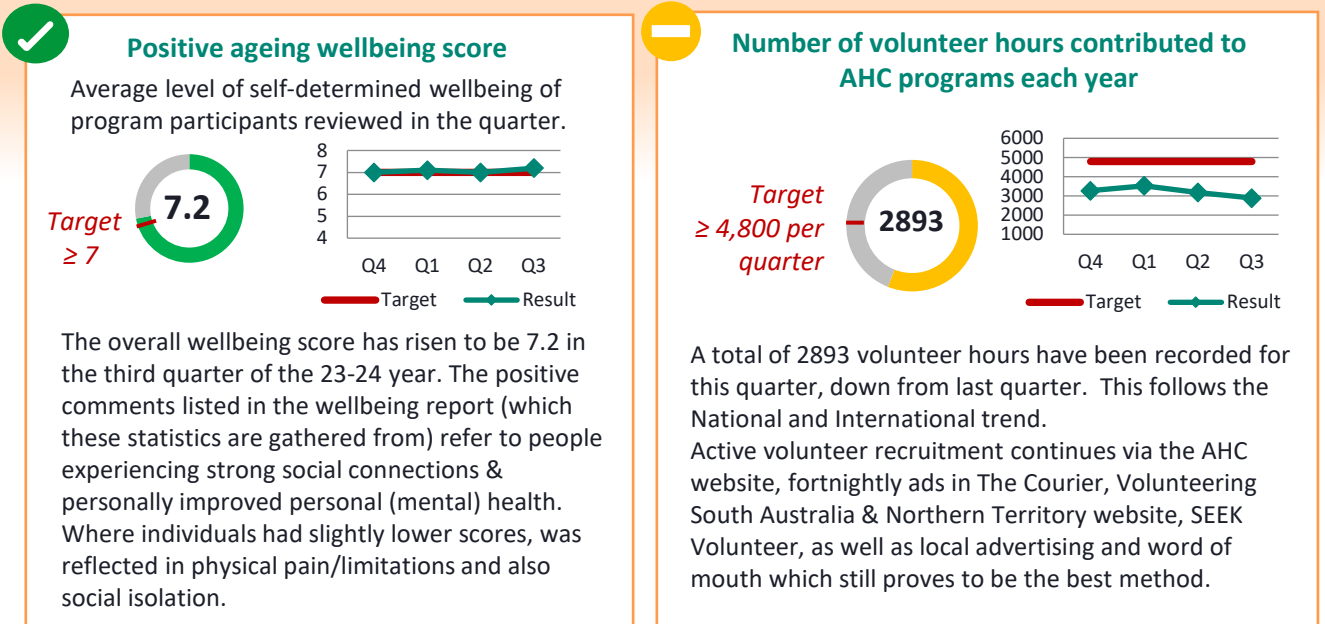 Positive ageing wellbeing score
Average level of self-determined wellbeing of
program participants reviewed in the quarter.
Target
≥ 7
7.2
8
7
6
5
4
Q4 Q1 Q2 Q3
Target Result
The overall wellbeing score has risen to be 7.2 in
the third quarter of the 23-24 year. The positive
comments listed in the wellbeing report (which
these statistics are gathered from) refer to people
experiencing strong social connections &
personally improved personal (mental) health.
Where individuals had slightly lower scores, was
reflected in physical pain/limitations and also
social isolation.
Number of volunteer hours contributed to
AHC programs each year
Target
≥ 4,800 per
quarter
2893
6000
5000
4000
3000
2000
1000
Q4 Q1 Q2 Q3
Target Result
A total of 2893 volunteer hours have been recorded for
this quarter, down from last quarter.  This follows the
National and International trend.
Active volunteer recruitment continues via the AHC
website, fortnightly ads in The Courier, Volunteering
South Australia & Northern Territory website, SEEK
Volunteer, as well as local advertising and word of
mouth which still proves to be the best method.